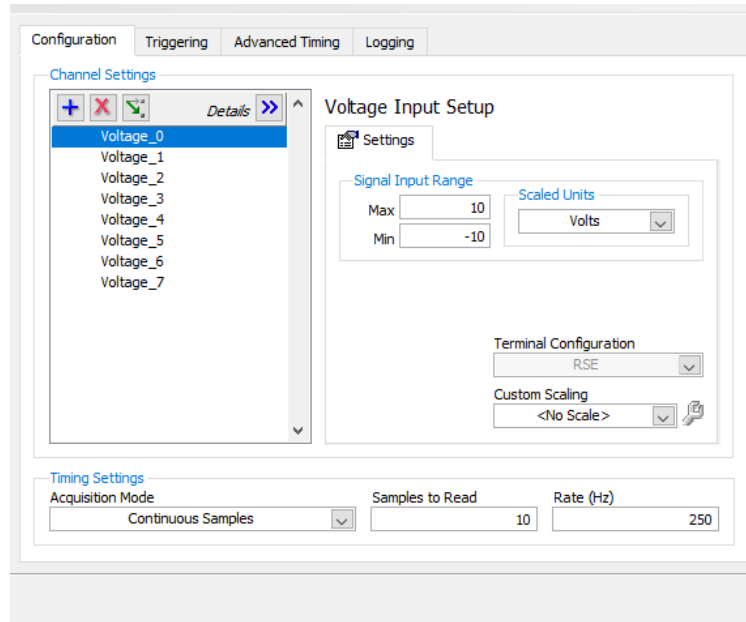 Configuration Triggering Advanced Timing Logging
Channel Settings
Details
Voltage_0
Voltage_1
Voltage_2
Voltage_3
Voltage_4
Voltage_5
Voltage_6
Voltage_7
Voltage Input Setup
Settings
Signal Input Range
Max 10
Min -10
Scaled Units
Volts
Terminal Configuration
RSE
Custom Scaling
<No Scale>
Timing Settings
Acquisition Mode Samples to Read Rate (Hz)
Continuous Samples 10 250